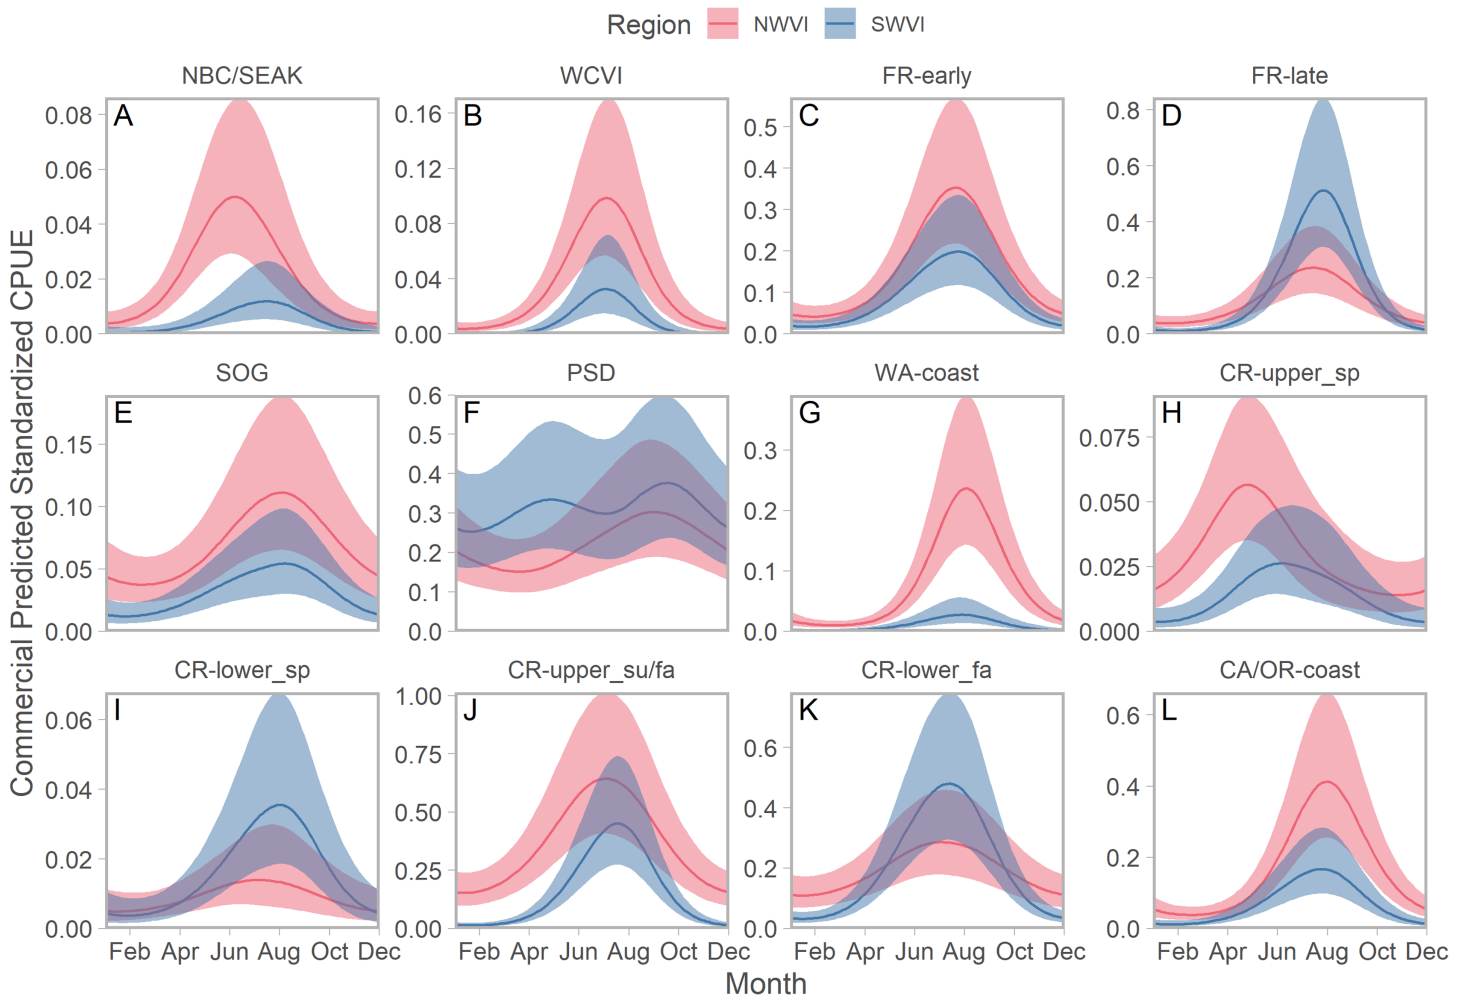 Region NWVI SWVI
NBC/SEAK WCVI FR-early FR-late
A B C D
0.08 0.06 0.04 0.02 0.00
0.16 0.12 0.08 0.04 0.00
0.5 0.4 0.3 0.2 0.1 0.0
0.8 0.6 0.4 0.2 0.0
SOG PSD WA-coast CR-upper_sp
E F G H
0.15 0.10 0.05 0.00
0.6 0.5 0.4 0.3 0.2 0.1 0.0
0.3 0.2 0.1 0.0
0.075 0.050 0.025 0.000
CR-lower_sp CR-upper_su/fa CR-lower_fa CA/OR-coast
I J K L
0.06 0.04 0.02 0.00
1.00 0.75 0.50 0.25 0.00
0.6 0.4 0.2 0.0
0.6 0.4 0.2 0.0
Feb Apr Jun Aug Oct Dec Feb Apr Jun Aug Oct Dec Feb Apr Jun Aug Oct Dec Feb Apr Jun Aug Oct Dec
Month
Commercial Predicted Standardized CPUE